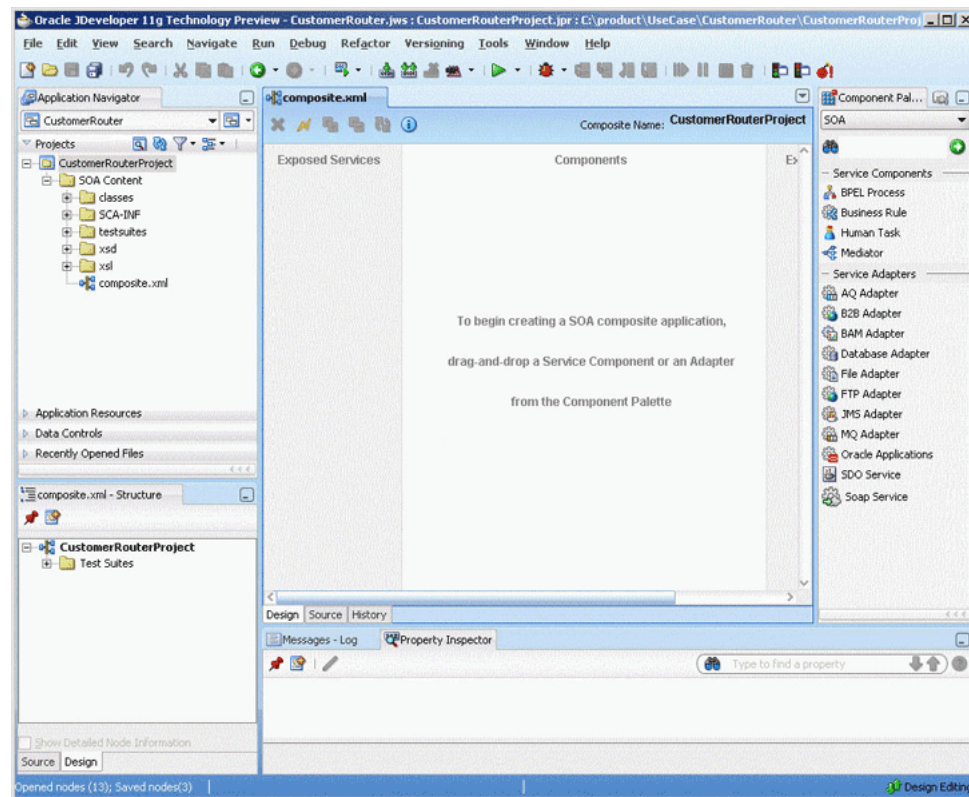 Oracle JDeveloper 11g Technology Preview - CustomerRouter.jws : CustomerRouterProject.jpr : C:\product\UseCase\CustomerRouter\CustomerRouterProj
File Edit View Search Navigate Run Debug Refactor Versioning Tools Window Help
Application Navigator
CustomerRouter
Projects
CustomerRouterProject
SOA Content
classes
SCA-INF
testsuites
xsd
xsl
composite.xml
Application Resources
Data Controls
Recently Opened Files
composite.xml - Structure
CustomerRouterProject
Test Suites
Show Detailed Node Information
Source Design
composite.xml
Composite Name: CustomerRouterProject
Exposed Services
Components
Ex
To begin creating a SOA composite application,
drag-and-drop a Service Component or an Adapter
from the Component Palette
Design Source History
Messages - Log
Property Inspector
Type to find a property
Component Pal...
SOA
Service Components
BPEL Process
Business Rule
Human Task
Mediator
Service Adapters
AQ Adapter
B2B Adapter
BAM Adapter
Database Adapter
File Adapter
FTP Adapter
JMS Adapter
MQ Adapter
Oracle Applications
SDO Service
Soap Service
Opened nodes (13); Saved nodes(3)
Design Editing